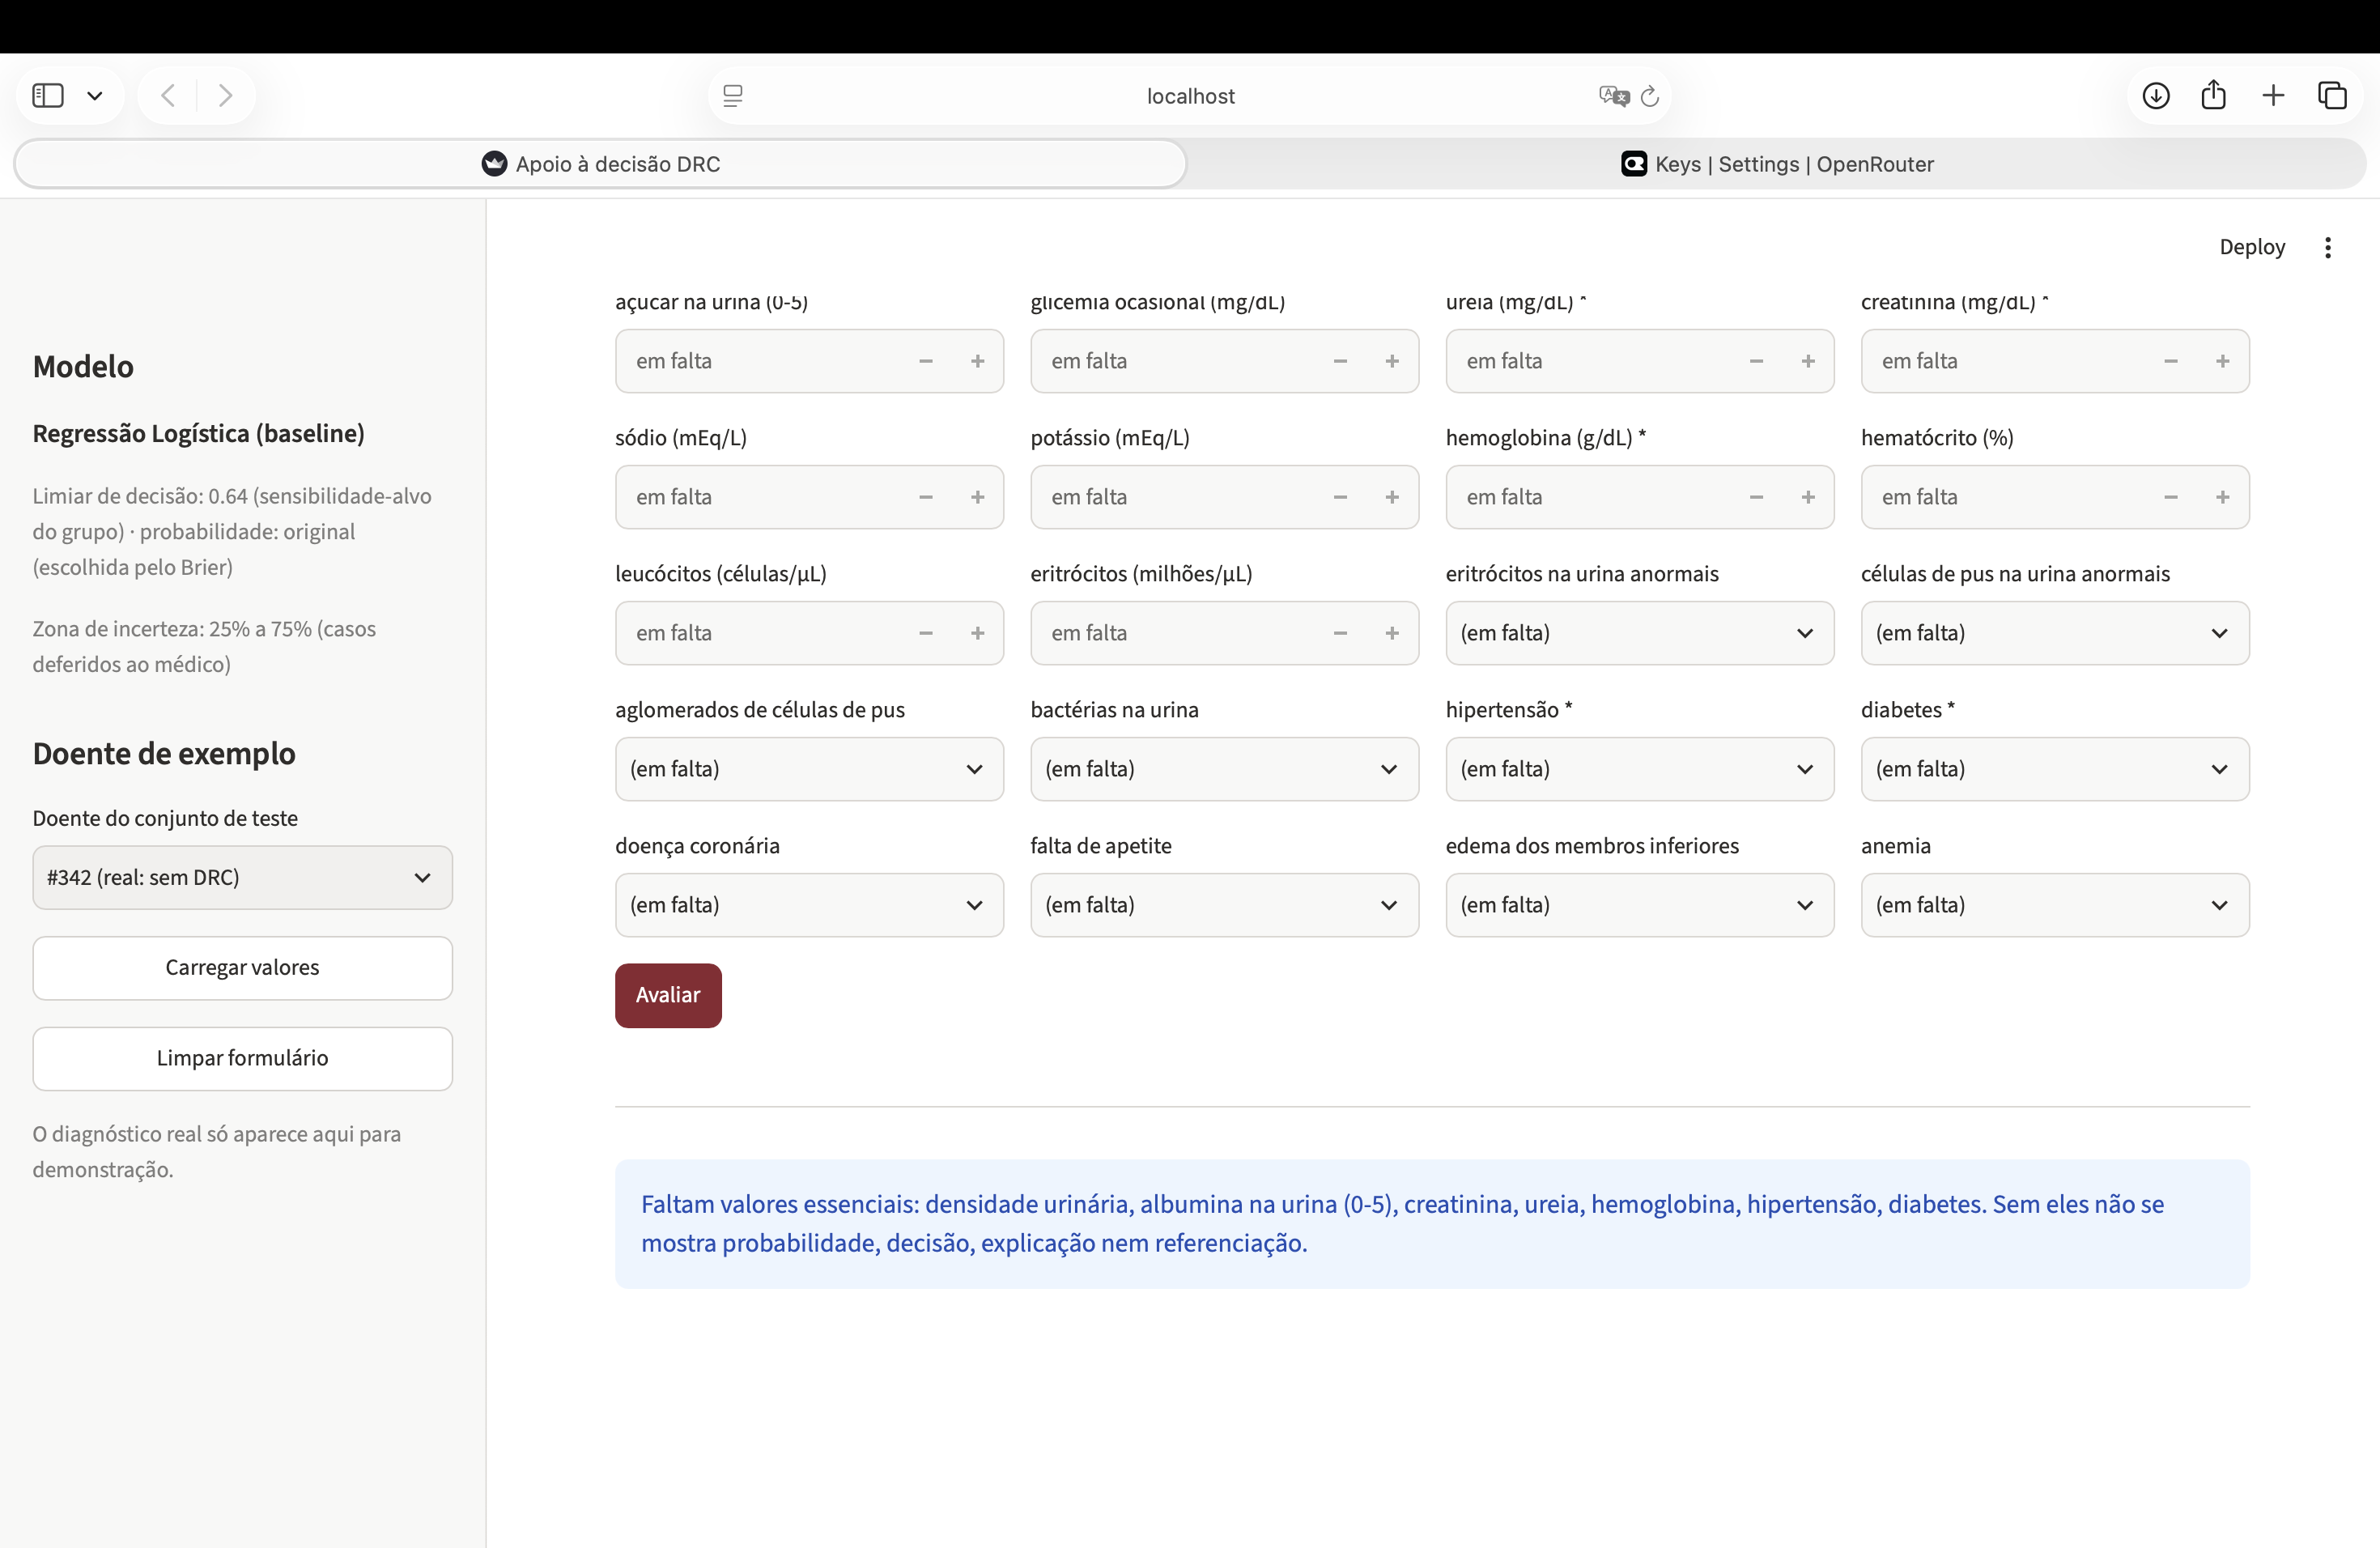 localhost
Apoio à decisão DRC
Keys | Settings | OpenRouter
Deploy
Modelo
Regressão Logística (baseline)
Limiar de decisão: 0.64 (sensibilidade-alvo
do grupo) · probabilidade: original
(escolhida pelo Brier)
Zona de incerteza: 25% a 75% (casos
deferidos ao médico)
Doente de exemplo
Doente do conjunto de teste
#342 (real: sem DRC)
Carregar valores
Limpar formulário
O diagnóstico real só aparece aqui para
demonstração.
açucar na urina (0-5) glicemia ocasional (mg/dL) ureia (mg/dL) * creatinina (mg/dL) *
em falta em falta em falta em falta
sódio (mEq/L) potássio (mEq/L) hemoglobina (g/dL) * hematócrito (%)
em falta em falta em falta em falta
leucócitos (células/µL) eritrócitos (milhões/µL) eritrócitos na urina anormais células de pus na urina anormais
em falta em falta (em falta) (em falta)
aglomerados de células de pus bactérias na urina hipertensão * diabetes *
(em falta) (em falta) (em falta) (em falta)
doença coronária falta de apetite edema dos membros inferiores anemia
(em falta) (em falta) (em falta) (em falta)
Avaliar
Faltam valores essenciais: densidade urinária, albumina na urina (0-5), creatinina, ureia, hemoglobina, hipertensão, diabetes. Sem eles não se
mostra probabilidade, decisão, explicação nem referenciação.